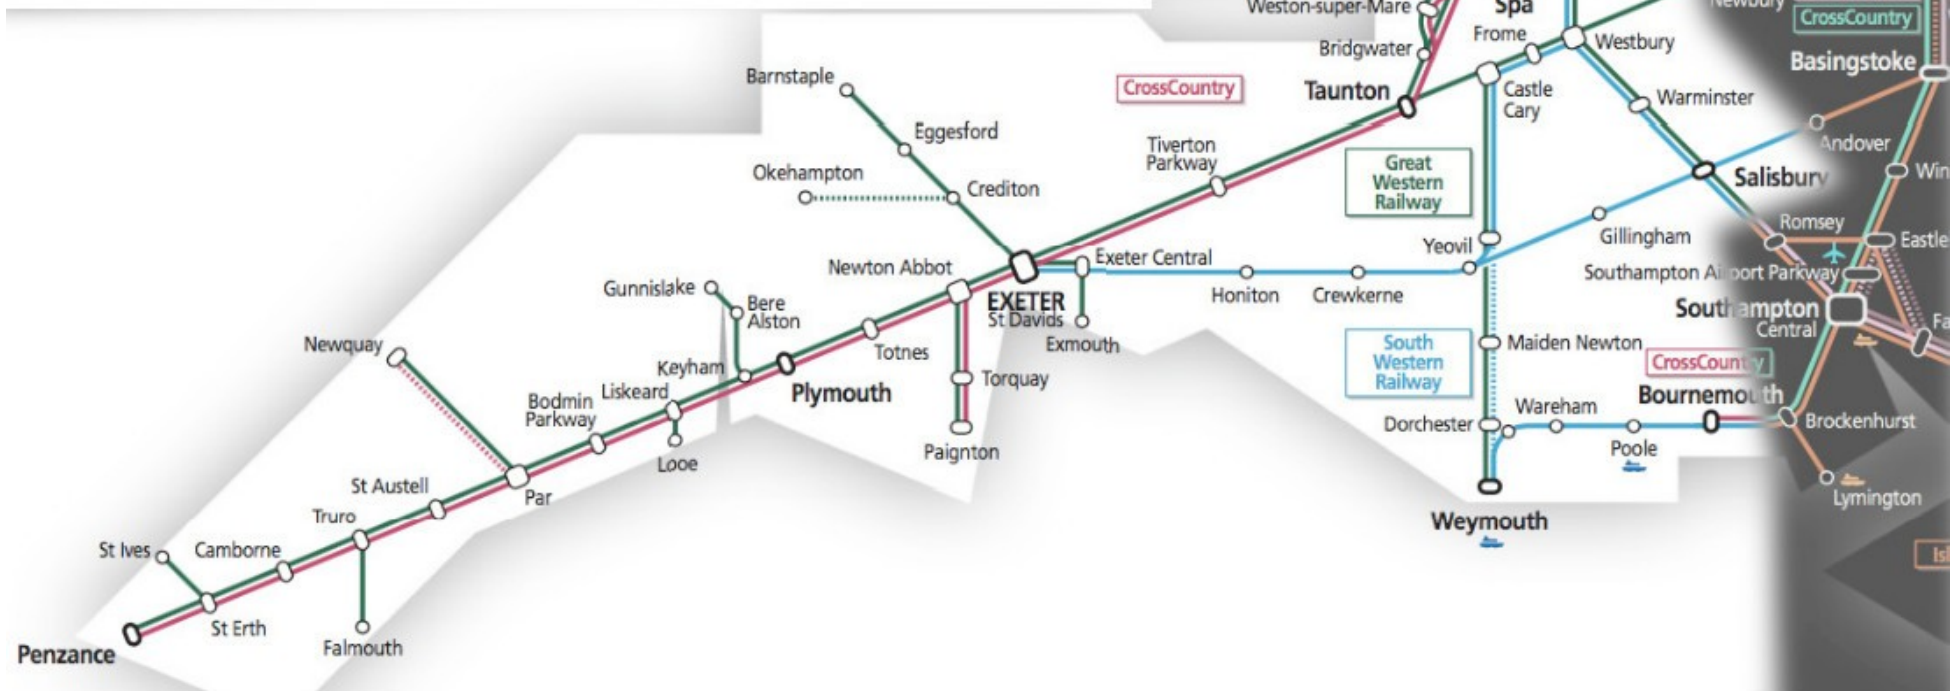 Weston-super-Mare
Spa
Newbury
CrossCountry
Bridgwater
Frome
Westbury
Basingstoke
Barnstaple
CrossCountry
Taunton
Castle
Cary
Warminster
Andover
Eggesford
Tiverton
Parkway
Great
Western
Railway
Salisbury
Win
Okehampton
Crediton
Romsey
Yeovil
Gillingham
Eastle
Newton Abbot
Exeter Central
Southampton Airport Parkway
Gunnislake
Bere
Alston
EXETER
St Davids
Honiton
Crewkerne
Southampton
Central
Fa
Newquay
Exmouth
Totnes
South
Western
Railway
Maiden Newton
CrossCountry
Keyham
Plymouth
Torquay
Bournemouth
Liskeard
Bodmin
Parkway
Dorchester
Wareham
Brockenhurst
Looe
Paignton
Poole
St Austell
Par
Lymington
Truro
Weymouth
St Ives
Camborne
Isl
St Erth
Falmouth
Penzance